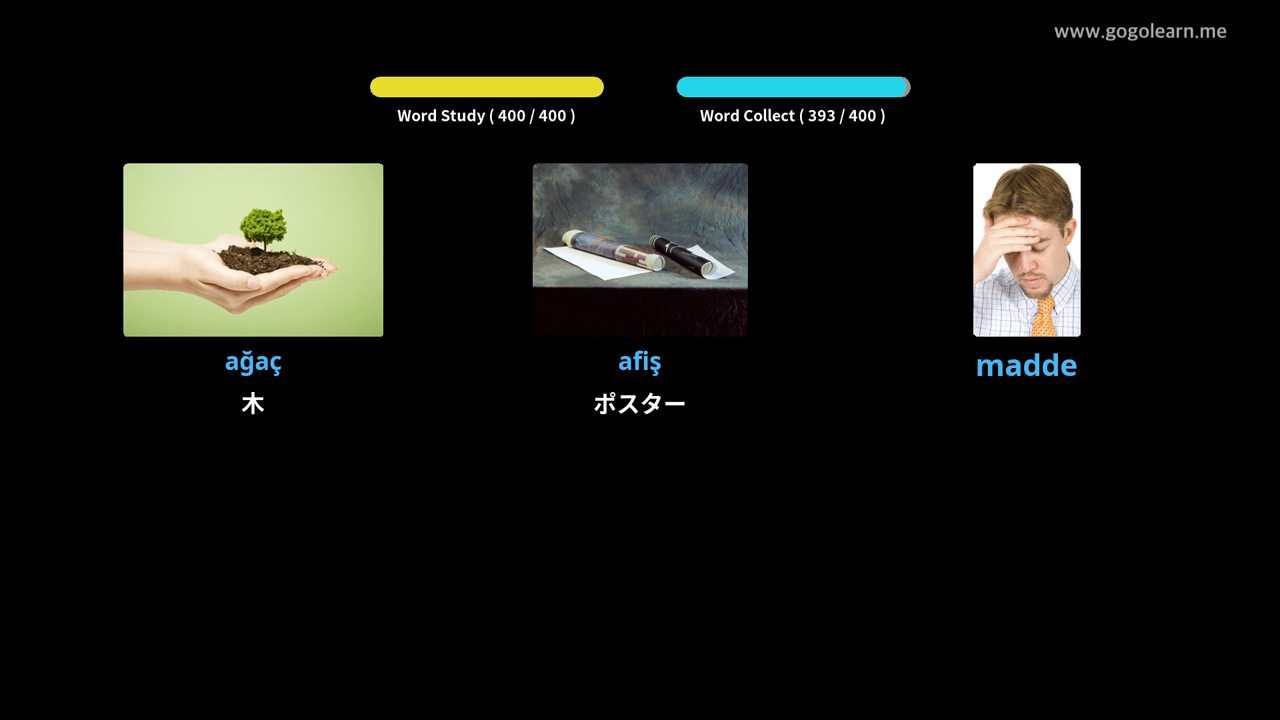 www.gogolearn.me
Word Study ( 400 / 400 )
Word Collect ( 393 / 400 )
ağaç
afiş
madde
木
ポスター